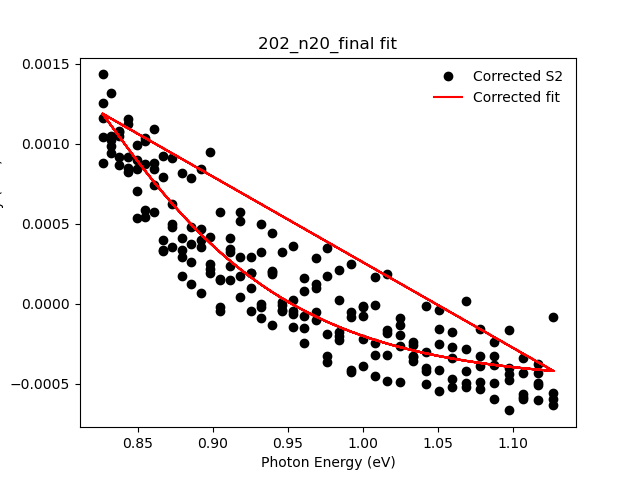 202_n20_final fit
Corrected S2
Corrected fit
0.0015
0.0010
0.0005
0.0000
−0.0005
0.85 0.90 0.95 1.00 1.05 1.10
Photon Energy (eV)